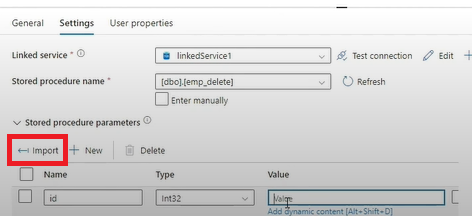 General Settings User properties
Linked service * linkedService1 Test connection Edit
Stored procedure name * [dbo].[emp_delete] Refresh
Enter manually
Stored procedure parameters
Import New Delete
Name Type Value
id Int32 Value
Add dynamic content [Alt+Shift+D]